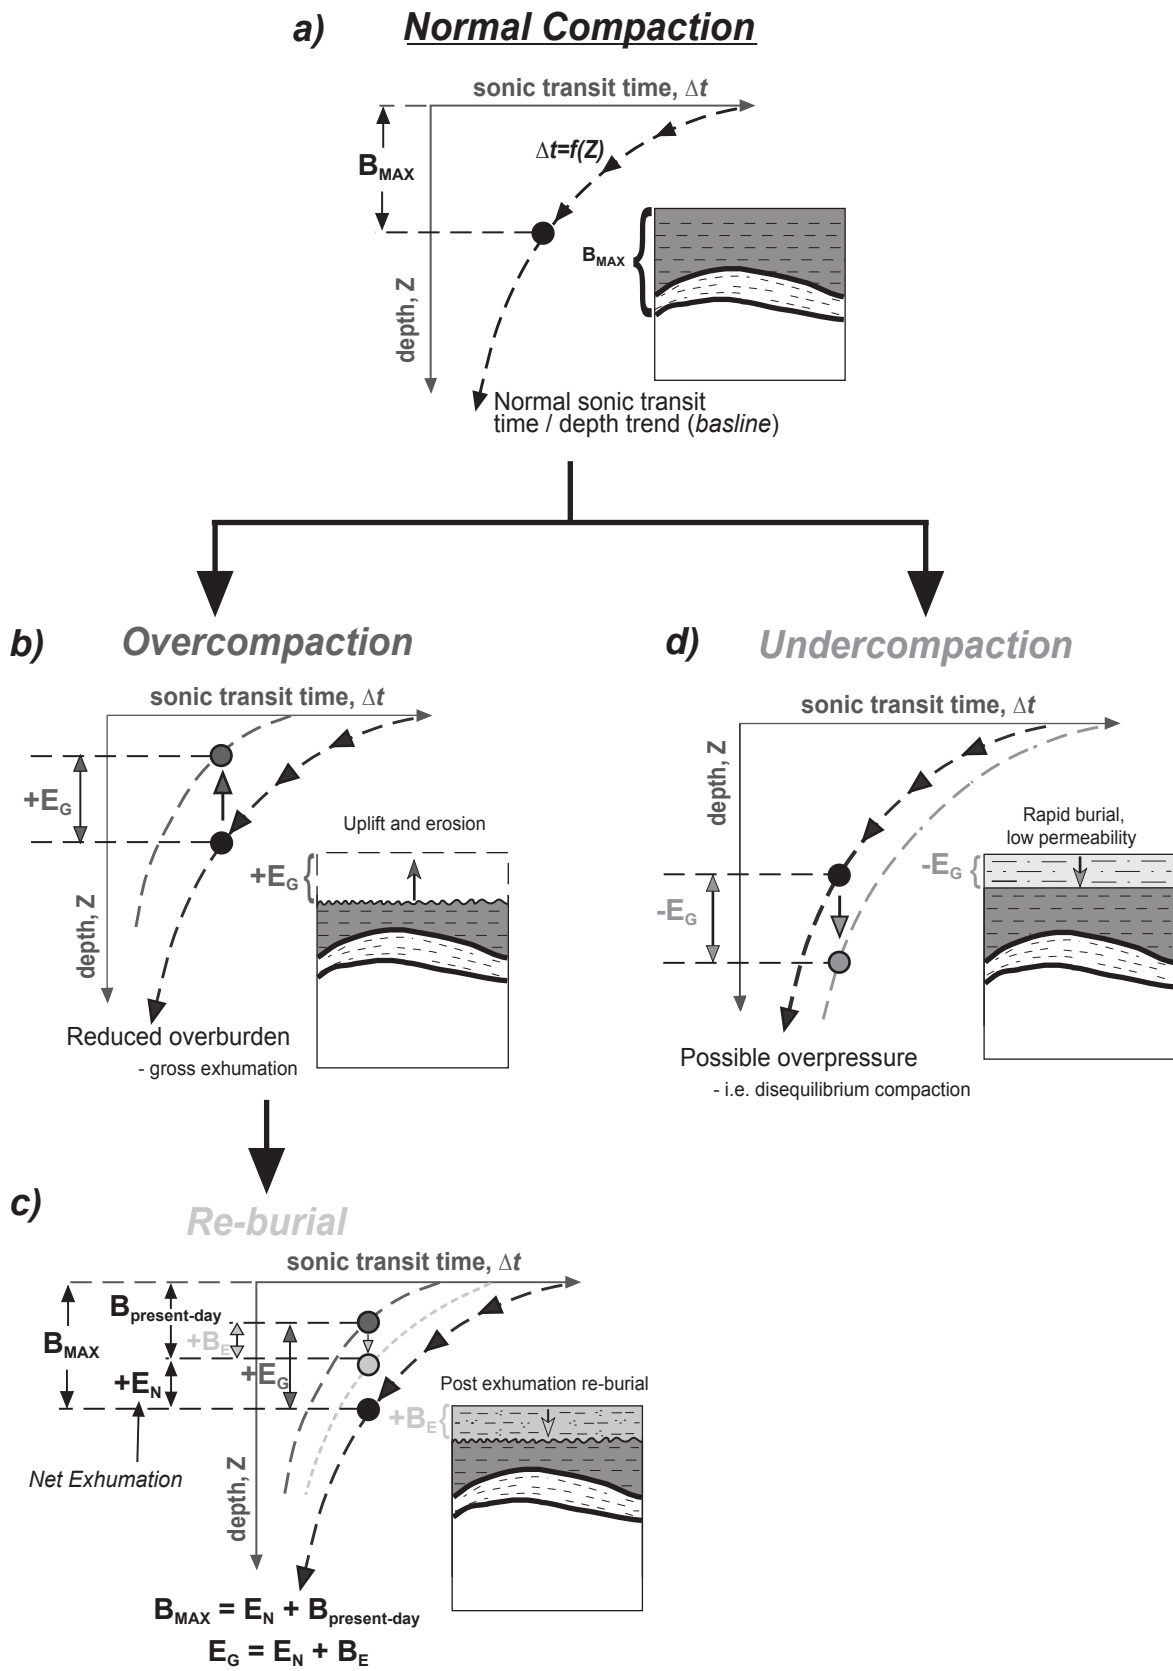 a) Normal Compaction
sonic transit time, Δt
B_MAX
Δt=f(Z)
depth, Z
B_MAX
Normal sonic transit
time / depth trend (basline)
b) Overcompaction
sonic transit time, Δt
+E_G
depth, Z
Uplift and erosion
+E_G
Reduced overburden
- gross exhumation
d) Undercompaction
sonic transit time, Δt
depth, Z
-E_G
Rapid burial,
low permeability
-E_G
Possible overpressure
- i.e. disequilibrium compaction
c)
Re-burial
sonic transit time, Δt
B_present-day
B_MAX
+B_E
+E_N
+E_G
Net Exhumation
depth, Z
Post exhumation re-burial
+B_E
B_MAX = E_N + B_present-day
E_G = E_N + B_E